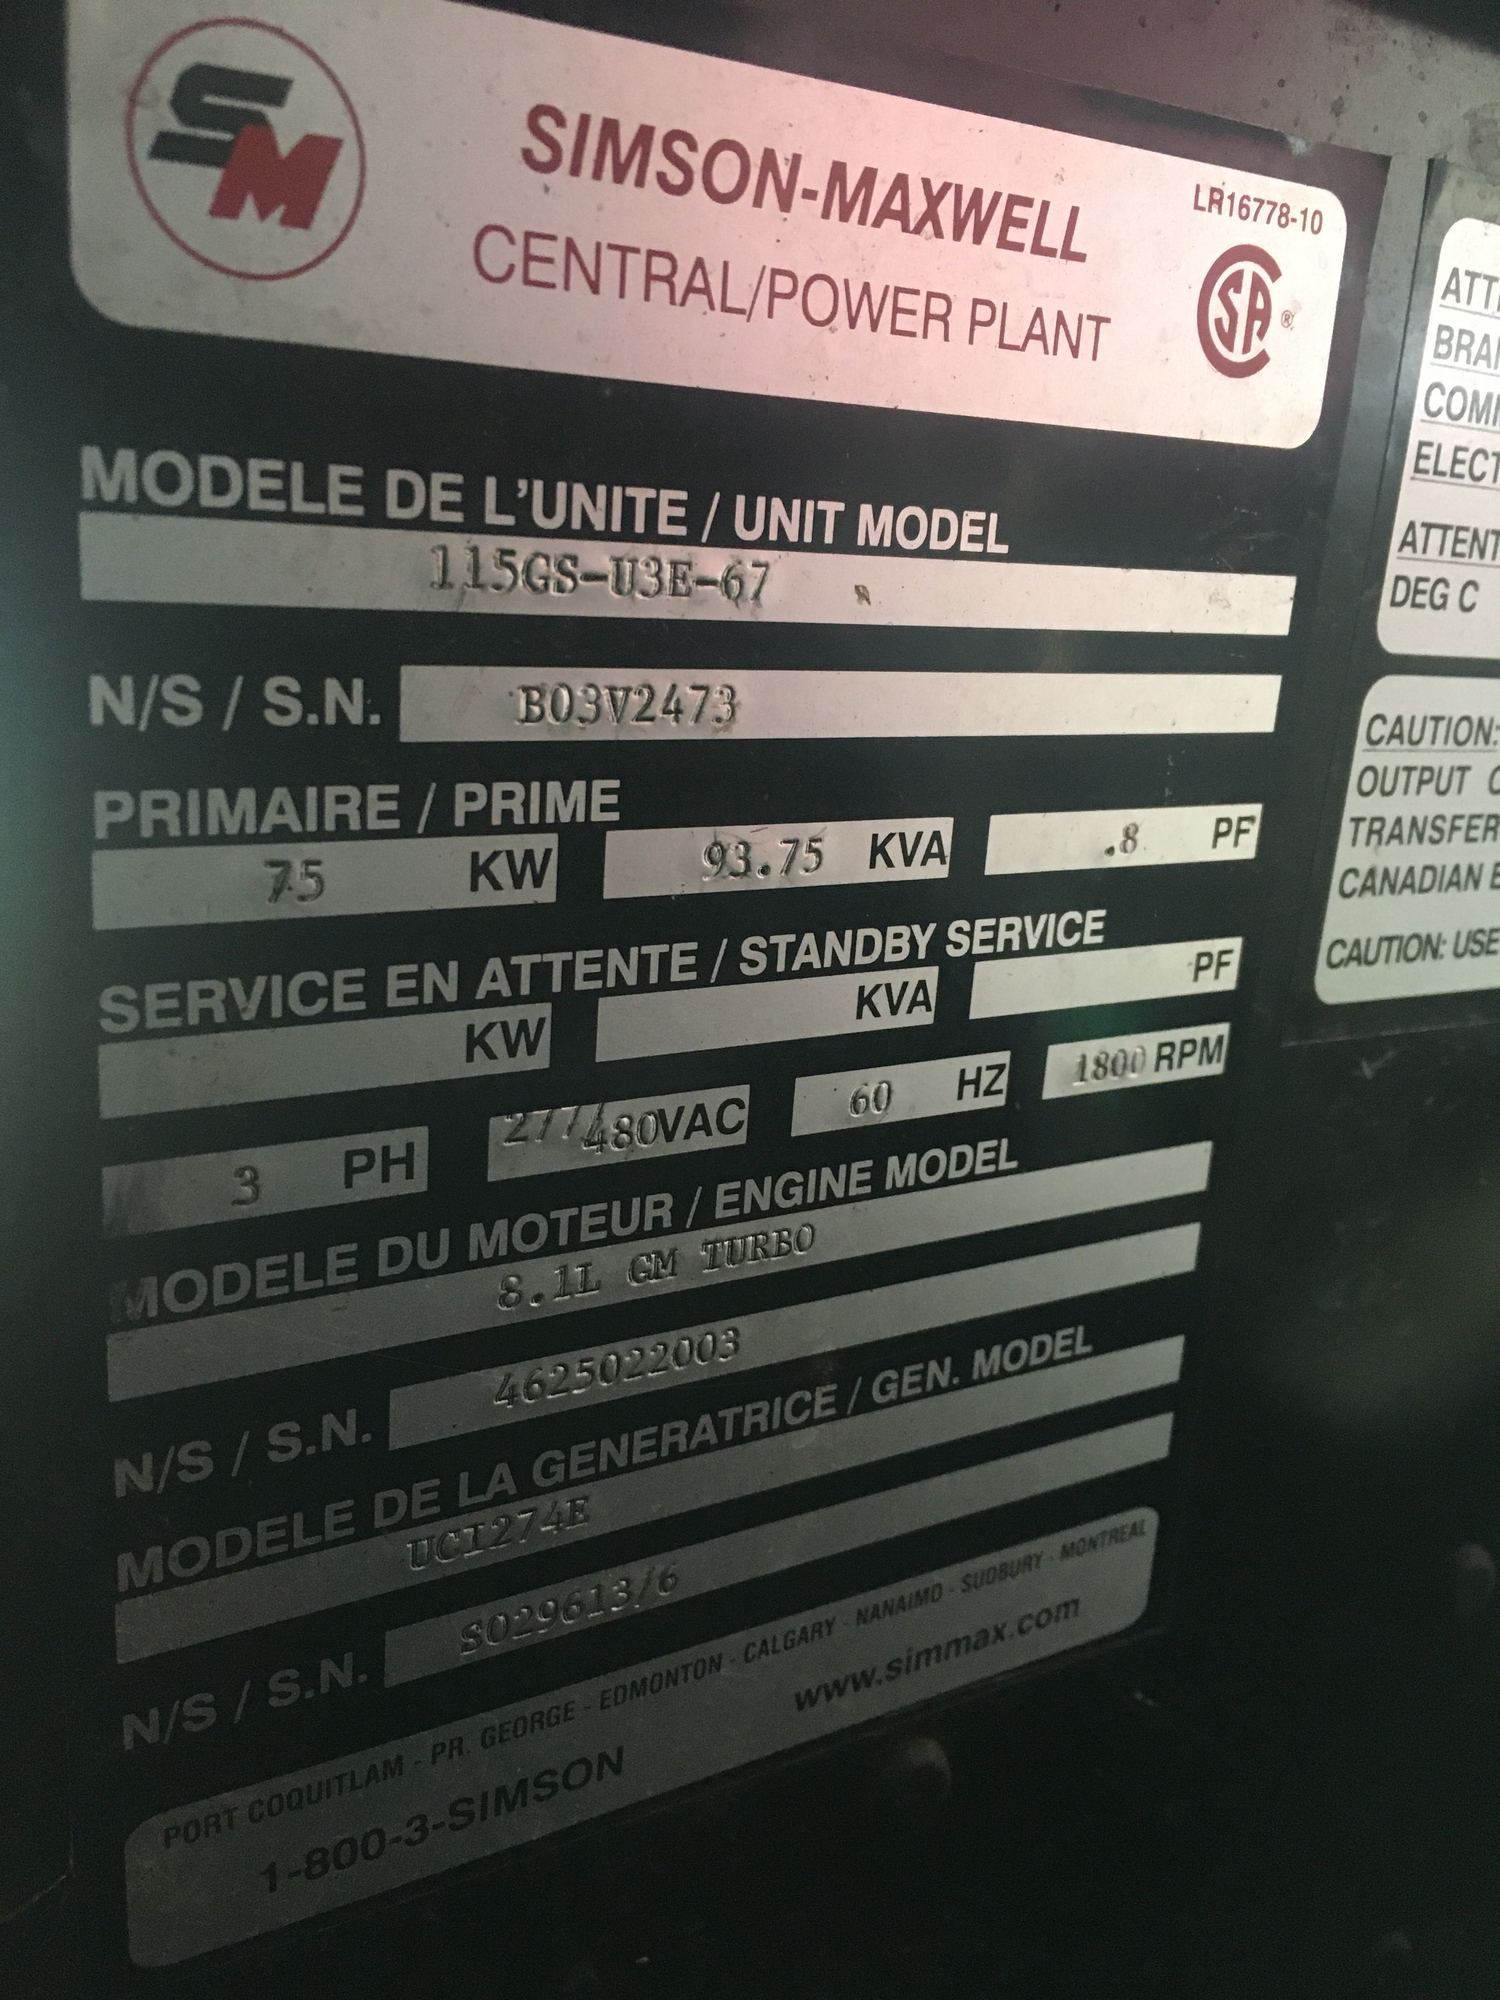 SM
SIMSON-MAXWELL
CENTRAL/POWER PLANT
LR16778-10
CSA ®
MODELE DE L'UNITE / UNIT MODEL
115GS-U3E-67
N/S / S.N. B03V2473
PRIMAIRE / PRIME
75 KW 93.75 KVA .8 PF
SERVICE EN ATTENTE / STANDBY SERVICE
KW KVA PF
3 PH 277/480VAC 60 HZ 1800 RPM
MODELE DU MOTEUR / ENGINE MODEL
8.1L GM TURBO
N/S / S.N. 4625022003
MODELE DE LA GENERATRICE / GEN. MODEL
UCI274E
N/S / S.N. S029613/6
PORT COQUITLAM - PR. GEORGE - EDMONTON - CALGARY - NANAIMO - SUDBURY - MONTREAL
1-800-3-SIMSON www.simmax.com
DEG C
CAUTION:
OUTPUT
TRANSFER
CANADIAN
CAUTION: USE